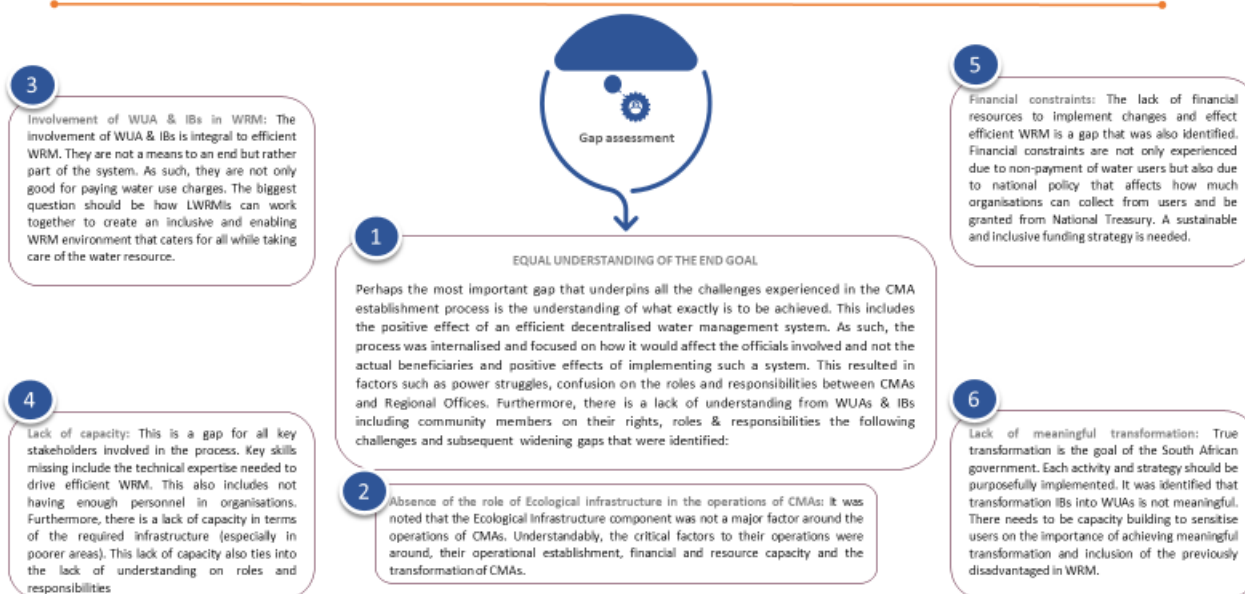 Gap assessment
1
EQUAL UNDERSTANDING OF THE END GOAL
Perhaps the most important gap that underpins all the challenges experienced in the CMA
establishment process is the understanding of what exactly is to be achieved. This includes
the positive effect of an efficient decentralised water management system. As such, the
process was internalised and focused on how it would affect the officials involved and not the
actual beneficiaries and positive effects of implementing such a system. This resulted in
factors such as power struggles, confusion on the roles and responsibilities between CMAs
and Regional Offices. Furthermore, there is a lack of understanding from WUAs & IBs
including community members on their rights, roles & responsibilities the following
challenges and subsequent widening gaps that were identified:
2
Absence of the role of Ecological infrastructure in the operations of CMAs: It was
noted that the Ecological Infrastructure component was not a major factor around the
operations of CMAs. Understandably, the critical factors to their operations were
around, their operational establishment, financial and resource capacity and the
transformation of CMAs.
3
Involvement of WUA & IBs in WRM: The
involvement of WUA & IBs is integral to efficient
WRM. They are not a means to an end but rather
part of the system. As such, they are not only
good for paying water use charges. The biggest
question should be how LWRMIs can work
together to create an inclusive and enabling
WRM environment that caters for all while taking
care of the water resource.
4
Lack of capacity: This is a gap for all key
stakeholders involved in the process. Key skills
missing include the technical expertise needed to
drive efficient WRM. This also includes not
having enough personnel in organisations.
Furthermore, there is a lack of capacity in terms
of the required infrastructure (especially in
poorer areas). This lack of capacity also ties into
the lack of understanding on roles and
responsibilities
5
Financial constraints: The lack of financial
resources to implement changes and effect
efficient WRM is a gap that was also identified.
Financial constraints are not only experienced
due to non-payment of water users but also due
to national policy that affects how much
organisations can collect from users and be
granted from National Treasury. A sustainable
and inclusive funding strategy is needed.
6
Lack of meaningful transformation: True
transformation is the goal of the South African
government. Each activity and strategy should be
purposefully implemented. It was identified that
transformation IBs into WUAs is not meaningful.
There needs to be capacity building to sensitise
users on the importance of achieving meaningful
transformation and inclusion of the previously
disadvantaged in WRM.